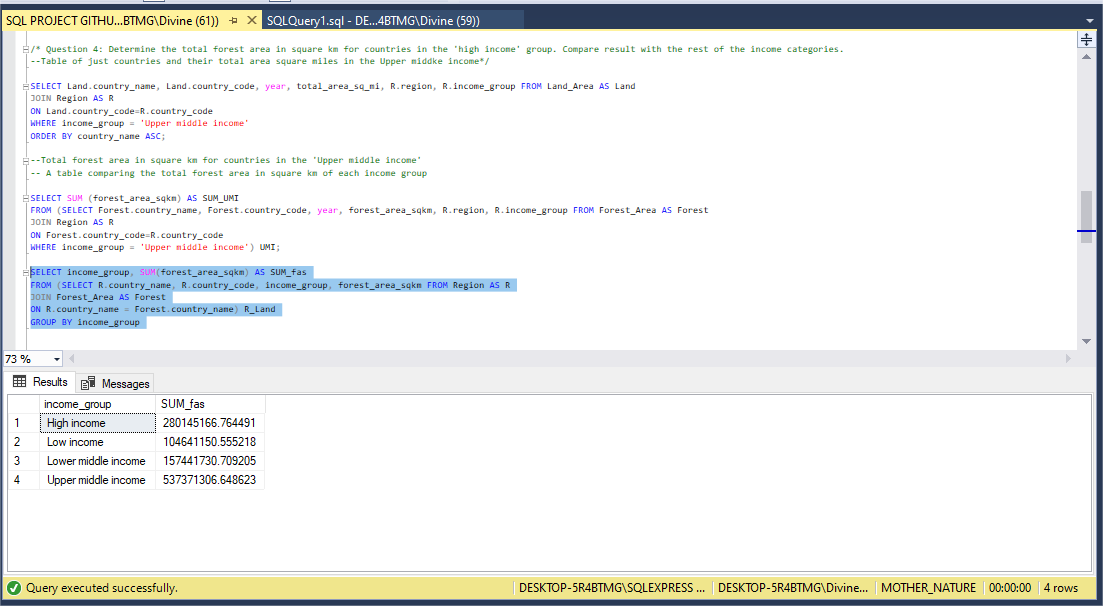 SQL PROJECT GITHU...BTMG\Divine (61))
SQLQuery1.sql - DE...4BTMG\Divine (59))
/* Question 4: Determine the total forest area in square km for countries in the 'high income' group. Compare result with the rest of the income categories.
--Table of just countries and their total area square miles in the Upper middke income*/
SELECT Land.country_name, Land.country_code, year, total_area_sq_mi, R.region, R.income_group FROM Land_Area AS Land
JOIN Region AS R
ON Land.country_code=R.country_code
WHERE income_group = 'Upper middle income'
ORDER BY country_name ASC;
--Total forest area in square km for countries in the 'Upper middle income'
-- A table comparing the total forest area in square km of each income group
SELECT SUM (forest_area_sqkm) AS SUM_UMI
FROM (SELECT Forest.country_name, Forest.country_code, year, forest_area_sqkm, R.region, R.income_group FROM Forest_Area AS Forest
JOIN Region AS R
ON Forest.country_code=R.country_code
WHERE income_group = 'Upper middle income') UMI;
SELECT income_group, SUM(forest_area_sqkm) AS SUM_fas
FROM (SELECT R.country_name, R.country_code, income_group, forest_area_sqkm FROM Region AS R
JOIN Forest_Area AS Forest
ON R.country_name = Forest.country_name) R_Land
GROUP BY income_group
73 %
Results Messages
income_group SUM_fas
1 High income 280145166.764491
2 Low income 104641150.555218
3 Lower middle income 157441730.709205
4 Upper middle income 537371306.648623
Query executed successfully. DESKTOP-5R4BTMG\SQLEXPRESS ... DESKTOP-5R4BTMG\Divine... MOTHER_NATURE 00:00:00 4 rows